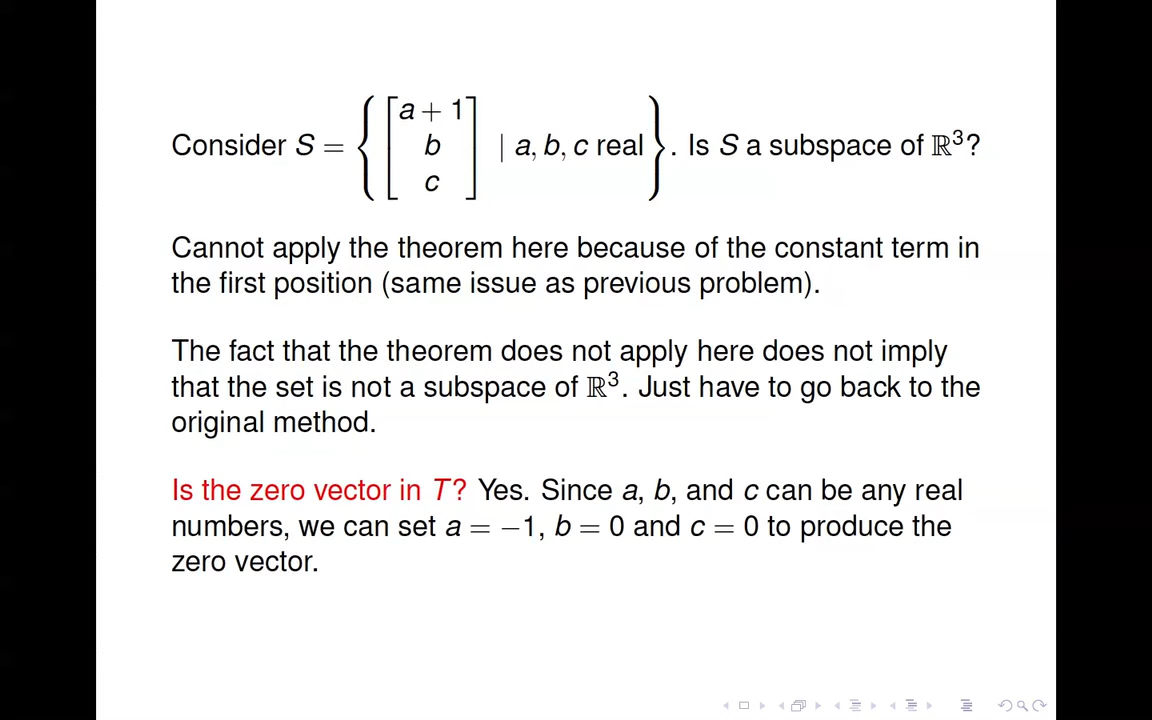 Consider S = { [a + 1 b c] | a, b, c real }. Is S a subspace of ℝ³?
Cannot apply the theorem here because of the constant term in
the first position (same issue as previous problem).
The fact that the theorem does not apply here does not imply
that the set is not a subspace of ℝ³. Just have to go back to the
original method.
Is the zero vector in T? Yes. Since a, b, and c can be any real
numbers, we can set a = −1, b = 0 and c = 0 to produce the
zero vector.